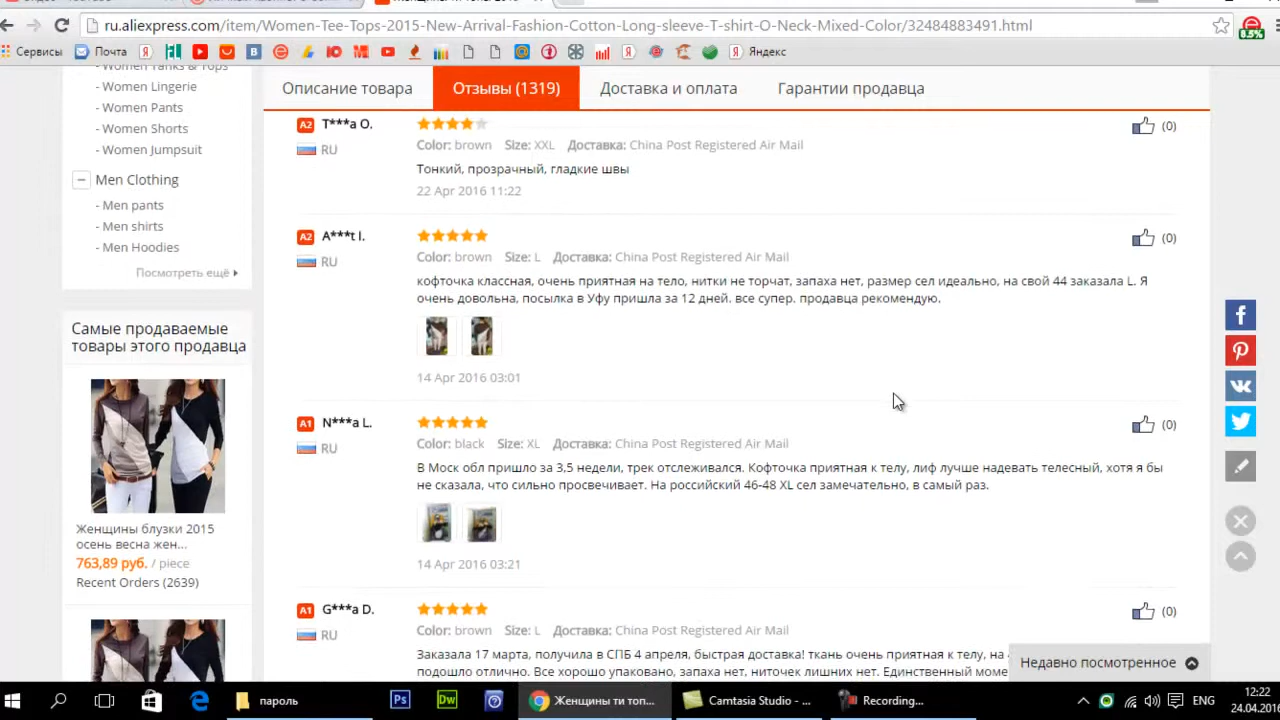 ru.aliexpress.com/item/Women-Tee-Tops-2015-New-Arrival-Fashion-Cotton-Long-sleeve-T-shirt-O-Neck-Mixed-Color/32484883491.html
8.5%
Сервисы Почта Яндекс
- Women Tanks & Tops
- Women Lingerie
- Women Pants
- Women Shorts
- Women Jumpsuit
Men Clothing
- Men pants
- Men shirts
- Men Hoodies
Посмотреть ещё
Самые продаваемые
товары этого продавца
Женщины блузки 2015
осень весна жен...
763,89 руб. / piece
Recent Orders (2639)
Описание товара Отзывы (1319) Доставка и оплата Гарантии продавца
A2 T***a O. (0)
RU Color: brown Size: XXL Доставка: China Post Registered Air Mail
Тонкий, прозрачный, гладкие швы
22 Apr 2016 11:22
A2 A***t I. (0)
RU Color: brown Size: L Доставка: China Post Registered Air Mail
кофточка классная, очень приятная на тело, нитки не торчат, запаха нет, размер сел идеально, на свой 44 заказала L. Я
очень довольна, посылка в Уфу пришла за 12 дней. все супер. продавца рекомендую.
14 Apr 2016 03:01
A1 N***a L. (0)
RU Color: black Size: XL Доставка: China Post Registered Air Mail
В Моск обл пришло за 3,5 недели, трек отслеживался. Кофточка приятная к телу, лиф лучше надевать телесный, хотя я бы
не сказала, что сильно просвечивает. На российский 46-48 XL сел замечательно, в самый раз.
14 Apr 2016 03:21
A1 G***a D. (0)
RU Color: brown Size: L Доставка: China Post Registered Air Mail
Заказала 17 марта, получила в СПБ 4 апреля, быстрая доставка! ткань очень приятная к телу, на
подошло отлично. Все хорошо упаковано, запаха нет, ниточек лишних нет. Единственный моме
Недавно посмотренное
пароль Ps Dw Женщины ти топ... Camtasia Studio - ... Recording... ENG 12:22
24.04.2016